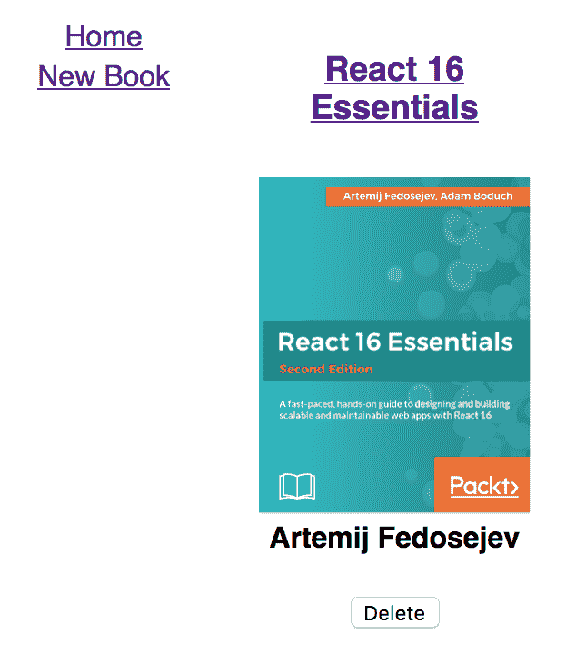 Home
New Book
React 16
Essentials
Artemij Fedosejev, Adam Boduch
React 16 Essentials
Second Edition
A fast-paced, hands-on guide to designing and building
scalable and maintainable web apps with React 16
Packt>
Artemij Fedosejev
Delete